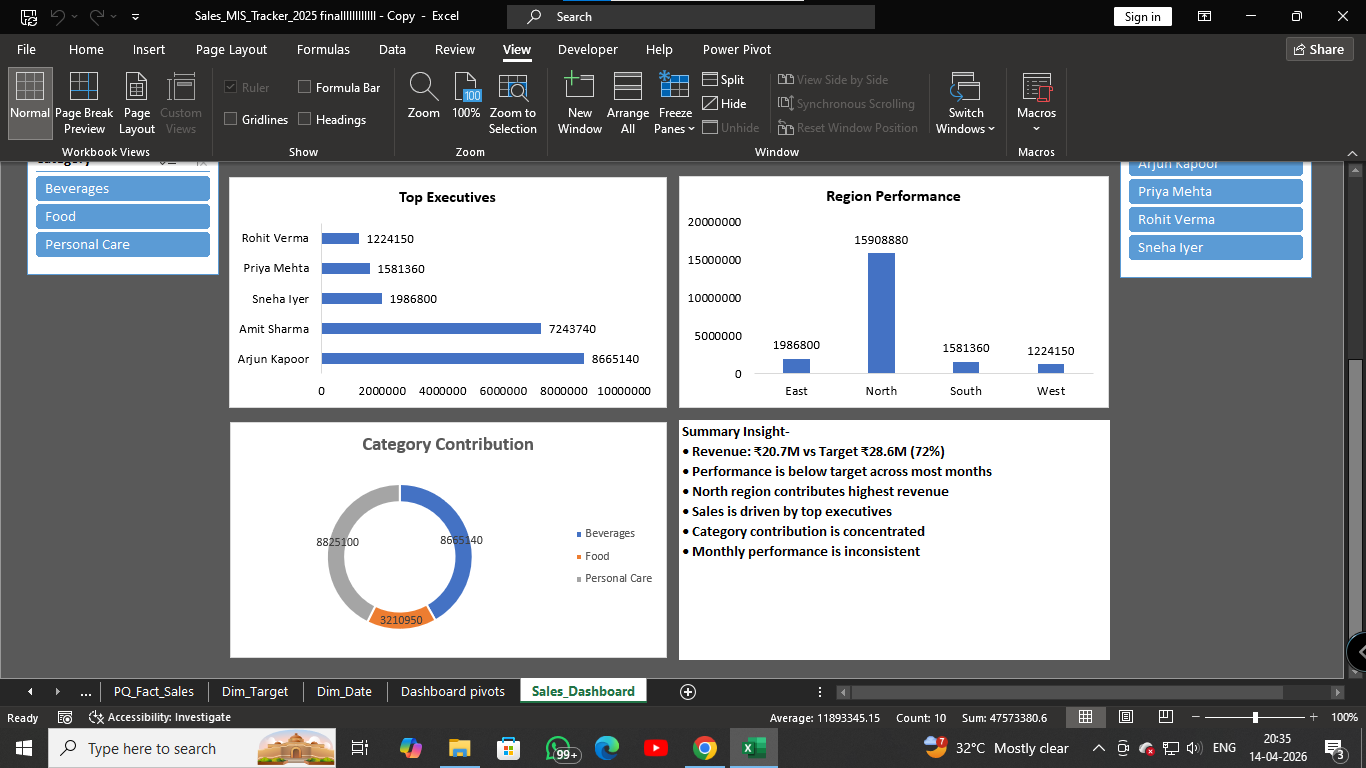 Sales_MIS_Tracker_2025 finallllllllllll - Copy - Excel
Search
Sign in
File Home Insert Page Layout Formulas Data Review View Developer Help Power Pivot
Share
Normal
Page Break Preview
Page Layout
Custom Views
Workbook Views
Ruler
Formula Bar
Gridlines
Headings
Show
Zoom
100
100%
Zoom to Selection
Zoom
New Window
Arrange All
Freeze Panes
Split
Hide
Unhide
View Side by Side
Synchronous Scrolling
Reset Window Position
Switch Windows
Window
Macros
Macros
Category
Beverages
Food
Personal Care
Top Executives
Rohit Verma 1224150
Priya Mehta 1581360
Sneha Iyer 1986800
Amit Sharma 7243740
Arjun Kapoor 8665140
0 2000000 4000000 6000000 8000000 10000000
Region Performance
20000000
15000000
10000000
5000000
0
1986800
15908880
1581360
1224150
East North South West
Arjun Kapoor
Priya Mehta
Rohit Verma
Sneha Iyer
Category Contribution
8825100
8665140
3210950
Beverages
Food
Personal Care
Summary Insight-
• Revenue: ₹20.7M vs Target ₹28.6M (72%)
• Performance is below target across most months
• North region contributes highest revenue
• Sales is driven by top executives
• Category contribution is concentrated
• Monthly performance is inconsistent
... PQ_Fact_Sales Dim_Target Dim_Date Dashboard pivots Sales_Dashboard
Ready Accessibility: Investigate Average: 11893345.15 Count: 10 Sum: 47573380.6 100%
Type here to search
99+
7
32°C Mostly clear
ENG
20:35
14-04-2026
3